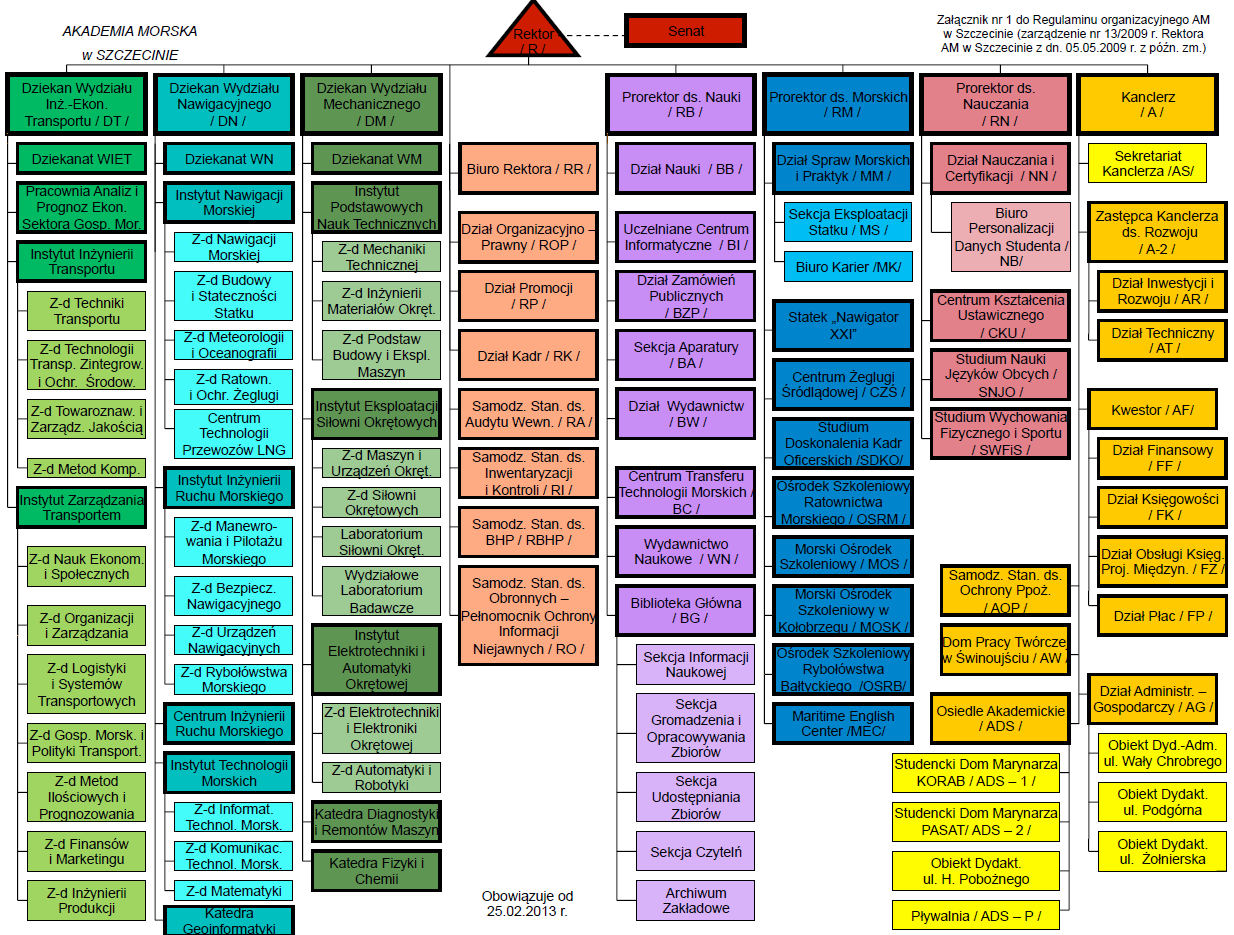 AKADEMIA MORSKA
w SZCZECINIE
Rektor
/ R /
Senat
Załącznik nr 1 do Regulaminu organizacyjnego AM
w Szczecinie (zarządzenie nr 13/2009 r. Rektora
AM w Szczecinie z dn. 05.05.2009 r. z późn. zm.)
Dziekan Wydziału
Inż.-Ekon.
Transportu / DT /
Dziekanat WIET
Pracownia Analiz i
Prognoz Ekon.
Sektora Gosp. Mor.
Instytut Inżynierii
Transportu
Z-d Techniki
Transportu
Z-d Technologii
Transp. Zintegrow.
i Ochr. Środow.
Z-d Towaroznaw. i
Zarządz. Jakością
Z-d Metod Komp.
Instytut Zarządzania
Transportem
Z-d Nauk Ekonom.
i Społecznych
Z-d Organizacji
i Zarządzania
Z-d Logistyki
i Systemów
Transportowych
Z-d Gosp. Morsk. i
Polityki Transport.
Z-d Metod
Ilościowych i
Prognozowania
Z-d Finansów
i Marketingu
Z-d Inżynierii
Produkcji
Dziekan Wydziału
Nawigacyjnego
/ DN /
Dziekanat WN
Instytut Nawigacji
Morskiej
Z-d Nawigacji
Morskiej
Z-d Budowy
i Stateczności
Statku
Z-d Meteorologii
i Oceanografii
Z-d Ratown.
i Ochr. Żeglugi
Centrum
Technologii
Przewozów LNG
Instytut Inżynierii
Ruchu Morskiego
Z-d Manewro-
wania i Pilotażu
Morskiego
Z-d Bezpiecz.
Nawigacyjnego
Z-d Urządzeń
Nawigacyjnych
Z-d Rybołówstwa
Morskiego
Centrum Inżynierii
Ruchu Morskiego
Instytut Technologii
Morskich
Z-d Informat.
Technol. Morsk.
Z-d Komunikac.
Technol. Morsk.
Z-d Matematyki
Katedra
Geoinformatyki
Dziekan Wydziału
Mechanicznego
/ DM /
Dziekanat WM
Instytut
Podstawowych
Nauk Technicznych
Z-d Mechaniki
Technicznej
Z-d Inżynierii
Materiałów Okręt.
Z-d Podstaw
Budowy i Ekspl.
Maszyn
Instytut Eksploatacji
Siłowni Okrętowych
Z-d Maszyn i
Urządzeń Okręt.
Z-d Siłowni
Okrętowych
Laboratorium
Siłowni Okręt.
Wydziałowe
Laboratorium
Badawcze
Instytut
Elektrotechniki i
Automatyki
Okrętowej
Z-d Elektrotechniki
i Elektroniki
Okrętowej
Z-d Automatyki i
Robotyki
Katedra Diagnostyki
i Remontów Maszyn
Katedra Fizyki i
Chemii
Biuro Rektora / RR /
Dział Organizacyjno –
Prawny / ROP /
Dział Promocji
/ RP /
Dział Kadr / RK /
Samodz. Stan. ds.
Audytu Wewn. / RA /
Samodz. Stan. ds.
Inwentaryzacji
i Kontroli / RI /
Samodz. Stan. ds.
BHP / RBHP /
Samodz. Stan. ds.
Obronnych –
Pełnomocnik Ochrony
Informacji
Niejawnych / RO /
Obowiązuje od
25.02.2013 r.
Prorektor ds. Nauki
/ RB /
Dział Nauki / BB /
Uczelniane Centrum
Informatyczne / BI /
Dział Zamówień
Publicznych
/ BZP /
Sekcja Aparatury
/ BA /
Dział Wydawnictw
/ BW /
Centrum Transferu
Technologii Morskich /
BC /
Wydawnictwo
Naukowe / WN /
Biblioteka Główna
/ BG /
Sekcja Informacji
Naukowej
Sekcja
Gromadzenia i
Opracowywania
Zbiorów
Sekcja
Udostępniania
Zbiorów
Sekcja Czytelń
Archiwum
Zakładowe
Prorektor ds. Morskich
/ RM /
Dział Spraw Morskich
i Praktyk / MM /
Sekcja Eksploatacji
Statku / MS /
Biuro Karier /MK/
Statek „Nawigator
XXI”
Centrum Żeglugi
Śródlądowej / CŻŚ /
Studium
Doskonalenia Kadr
Oficerskich /SDKO/
Ośrodek Szkoleniowy
Ratownictwa
Morskiego / OSRM /
Morski Ośrodek
Szkoleniowy / MOS /
Morski Ośrodek
Szkoleniowy w
Kołobrzegu / MOSK /
Ośrodek Szkoleniowy
Rybołówstwa
Bałtyckiego /OSRB/
Maritime English
Center /MEC/
Prorektor ds.
Nauczania
/ RN /
Dział Nauczania i
Certyfikacji / NN /
Biuro
Personalizacji
Danych Studenta /
NB/
Centrum Kształcenia
Ustawicznego
/ CKU /
Studium Nauki
Języków Obcych /
SNJO /
Studium Wychowania
Fizycznego i Sportu
/ SWFiS /
Kanclerz
/ A /
Sekretariat
Kanclerza /AS/
Zastępca Kanclerza
ds. Rozwoju
/ A-2 /
Dział Inwestycji i
Rozwoju / AR /
Dział Techniczny
/ AT /
Kwestor / AF/
Dział Finansowy
/ FF /
Dział Księgowości
/ FK /
Dział Obsługi Księg.
Proj. Międzyn. / FZ /
Dział Płac / FP /
Samodz. Stan. ds.
Ochrony Ppoż.
/ AOP /
Dom Pracy Twórczej
w Świnoujściu / AW /
Osiedle Akademickie
/ ADS /
Studencki Dom Marynarza
KORAB / ADS – 1 /
Studencki Dom Marynarza
PASAT/ ADS – 2 /
Obiekt Dydakt.
ul. H. Pobożnego
Pływalnia / ADS – P /
Dział Administr. –
Gospodarczy / AG /
Obiekt Dyd.-Adm.
ul. Wały Chrobrego
Obiekt Dydakt.
ul. Podgórna
Obiekt Dydakt.
ul. Żołnierska